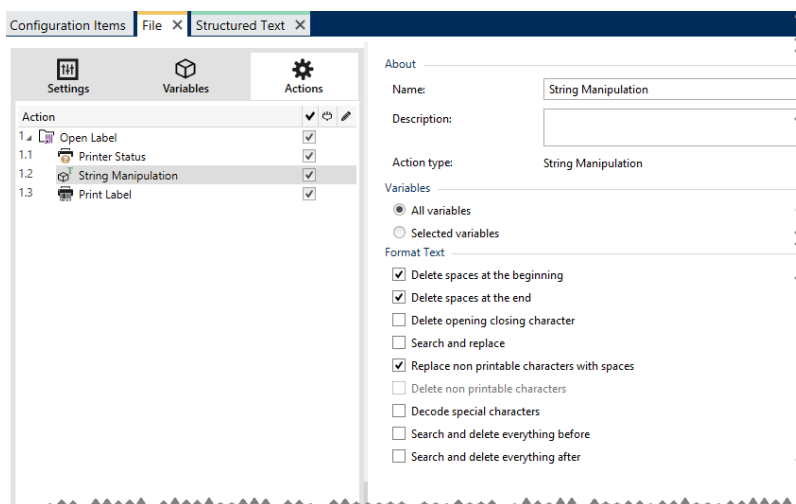 Configuration Items File Structured Text
Settings Variables Actions
Action
1 Open Label
1.1 Printer Status
1.2 String Manipulation
1.3 Print Label
About
Name: String Manipulation
Description:
Action type: String Manipulation
Variables
All variables
Selected variables
Format Text
Delete spaces at the beginning
Delete spaces at the end
Delete opening closing character
Search and replace
Replace non printable characters with spaces
Delete non printable characters
Decode special characters
Search and delete everything before
Search and delete everything after